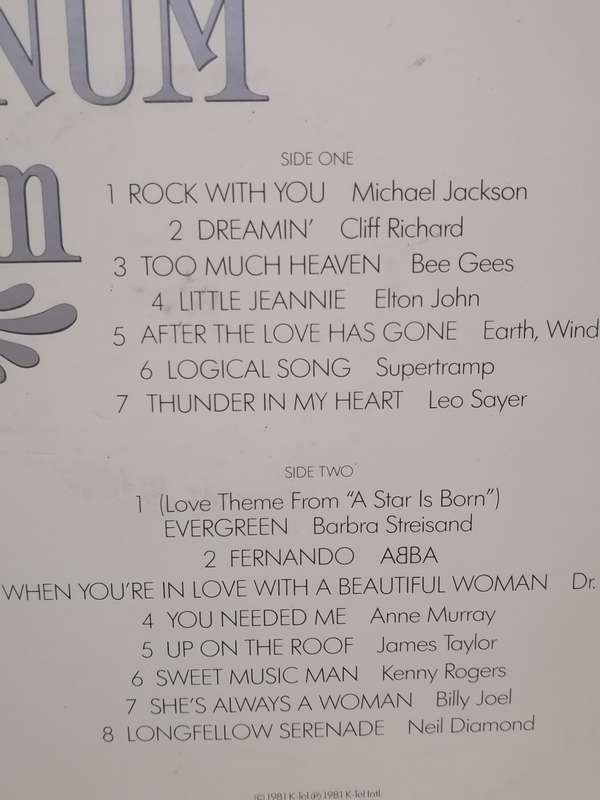 NUM
m
SIDE ONE
1 ROCK WITH YOU Michael Jackson
2 DREAMIN' Cliff Richard
3 TOO MUCH HEAVEN Bee Gees
4 LITTLE JEANNIE Elton John
5 AFTER THE LOVE HAS GONE Earth, Wind
6 LOGICAL SONG Supertramp
7 THUNDER IN MY HEART Leo Sayer
SIDE TWO
1 (Love Theme From "A Star Is Born")
EVERGREEN Barbra Streisand
2 FERNANDO ABBA
WHEN YOU'RE IN LOVE WITH A BEAUTIFUL WOMAN Dr.
4 YOU NEEDED ME Anne Murray
5 UP ON THE ROOF James Taylor
6 SWEET MUSIC MAN Kenny Rogers
7 SHE'S ALWAYS A WOMAN Billy Joel
8 LONGFELLOW SERENADE Neil Diamond
© 1981 K-Tel ℗ 1981 K-Tel Intl.